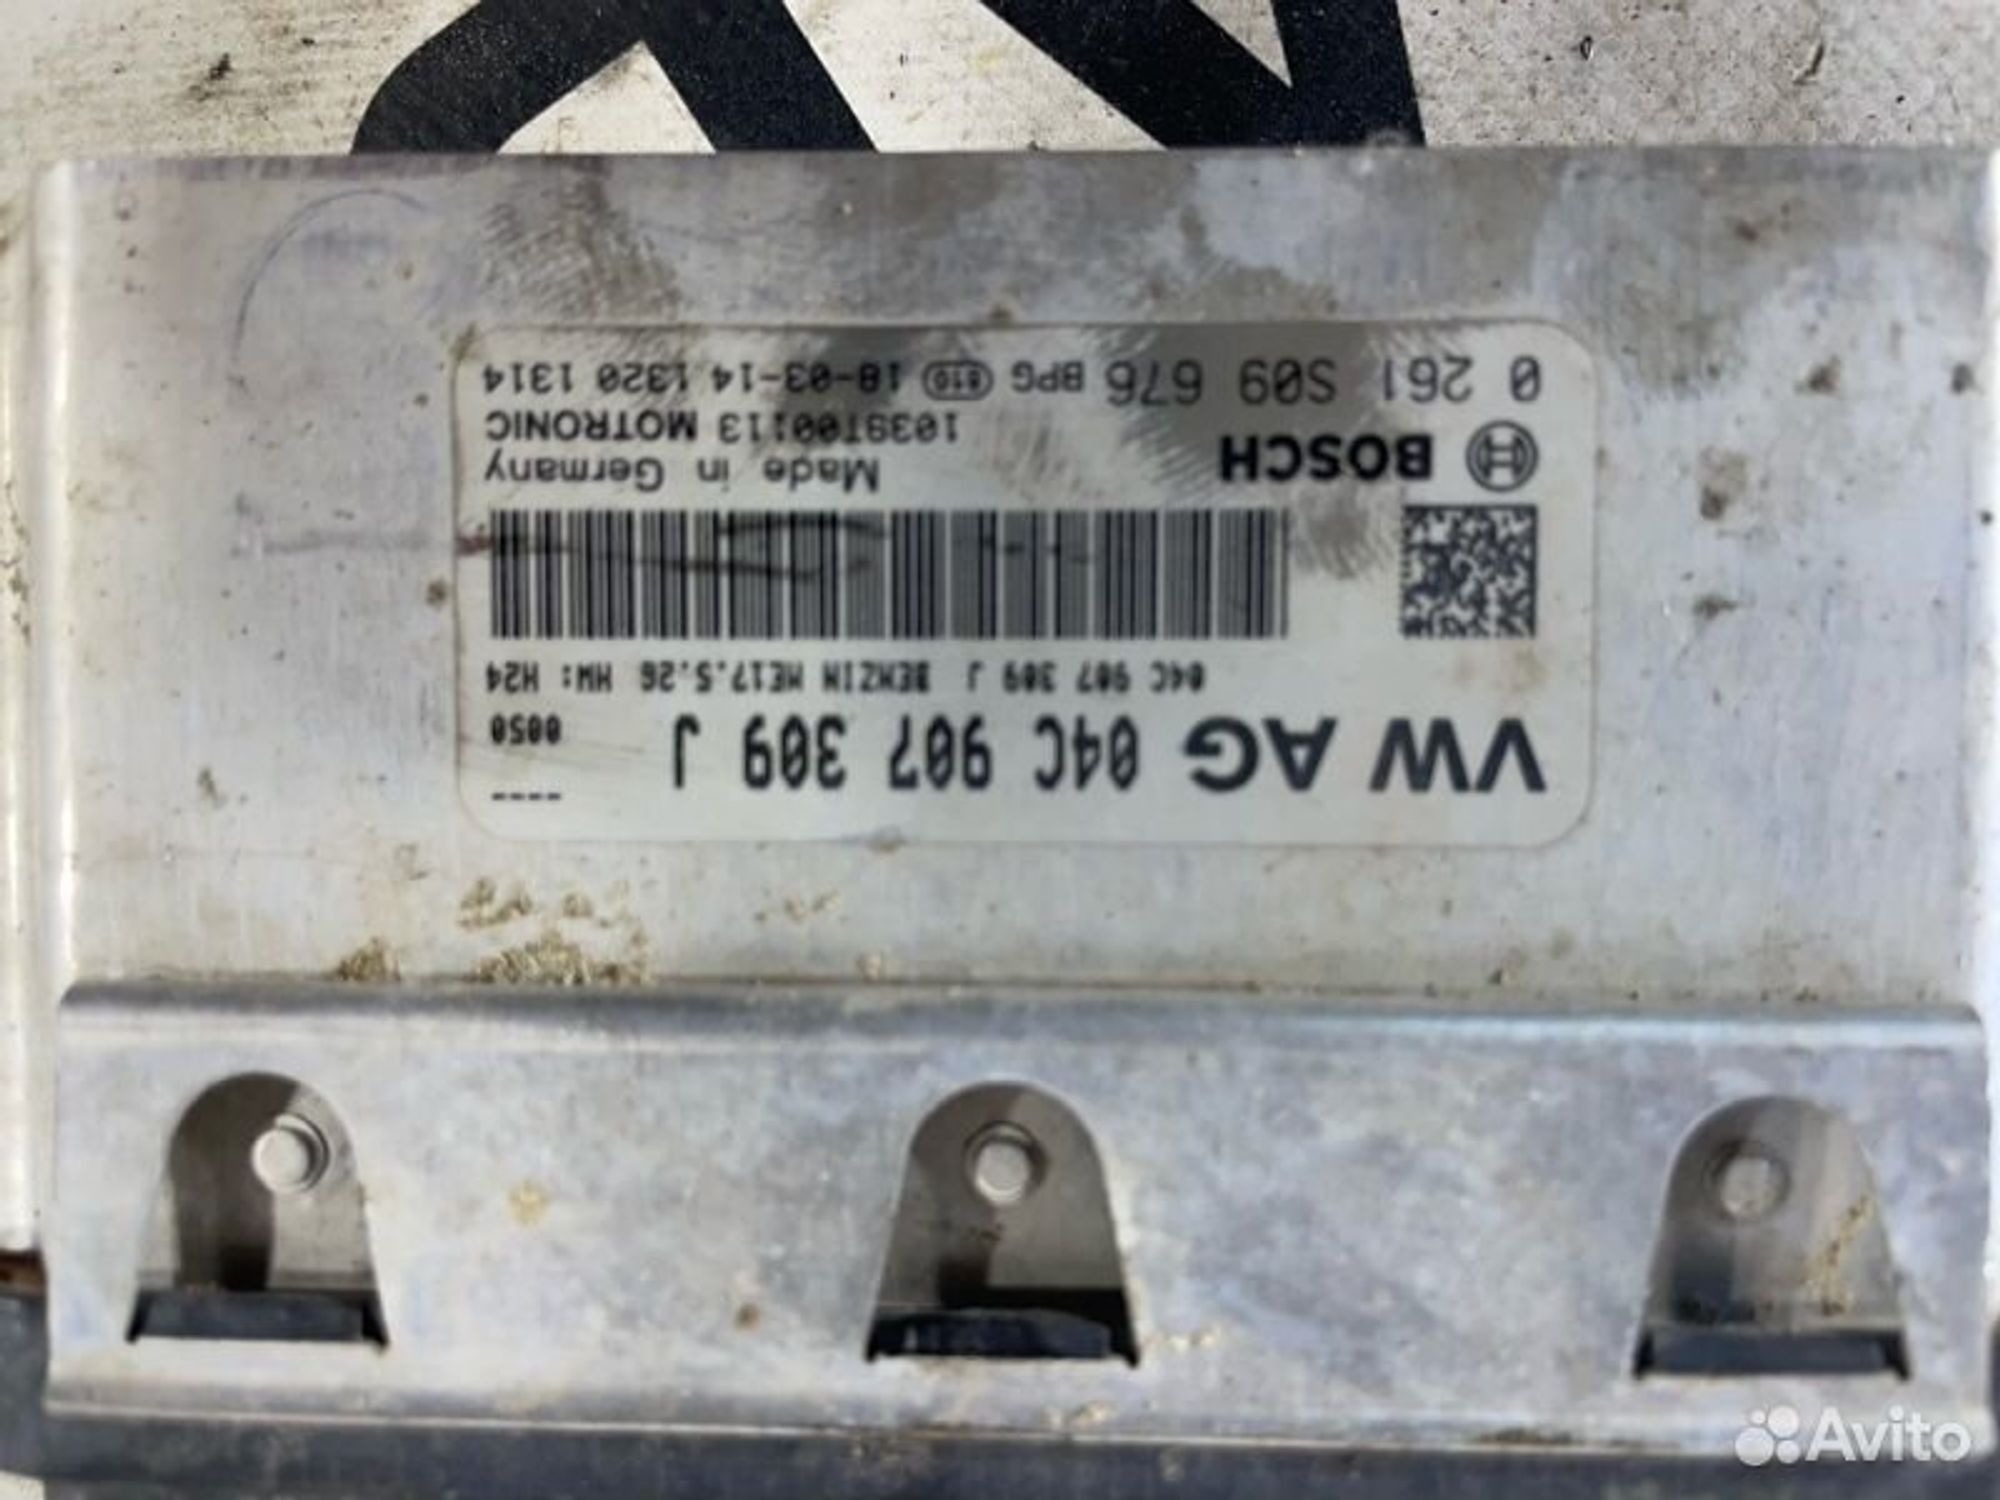 VW AG 04C 907 309 J
----
0050
04C 907 309 J BENZIN ME17.5.26 HW: H24
BOSCH
Made in Germany
1039T00113 MOTRONIC
0 261 S09 676 BPG 610 18-03-14 1320 1314
Avito